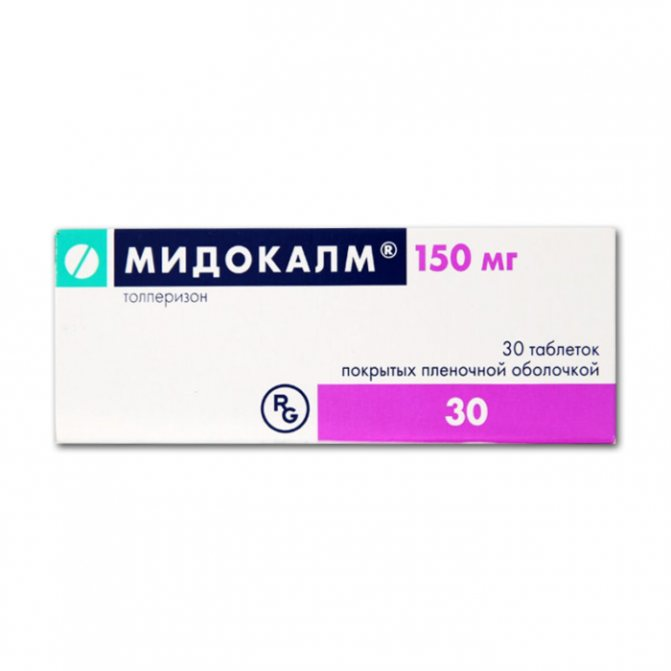 МИДОКАЛМ® 150 мг
толперизон
30 таблеток
покрытых пленочной оболочкой
RG 30